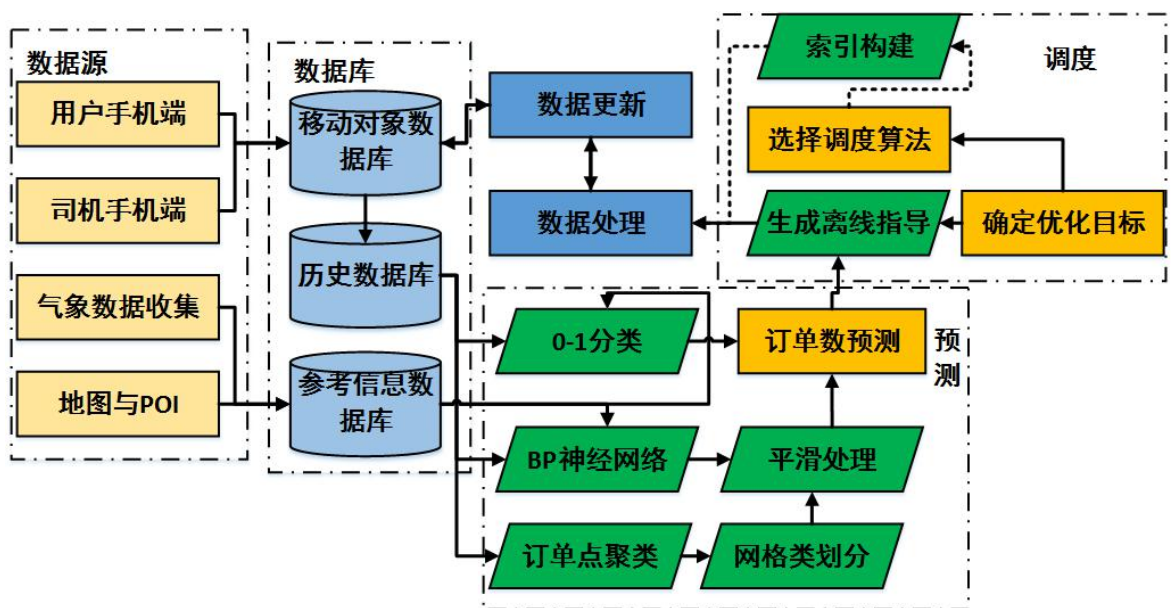 数据源
用户手机端
司机手机端
气象数据收集
地图与POI
数据库
移动对象数
据库
历史数据库
参考信息数
据库
数据更新
数据处理
调度
索引构建
选择调度算法
生成离线指导
确定优化目标
预
测
0-1分类
订单数预测
BP神经网络
平滑处理
订单点聚类
网格类划分